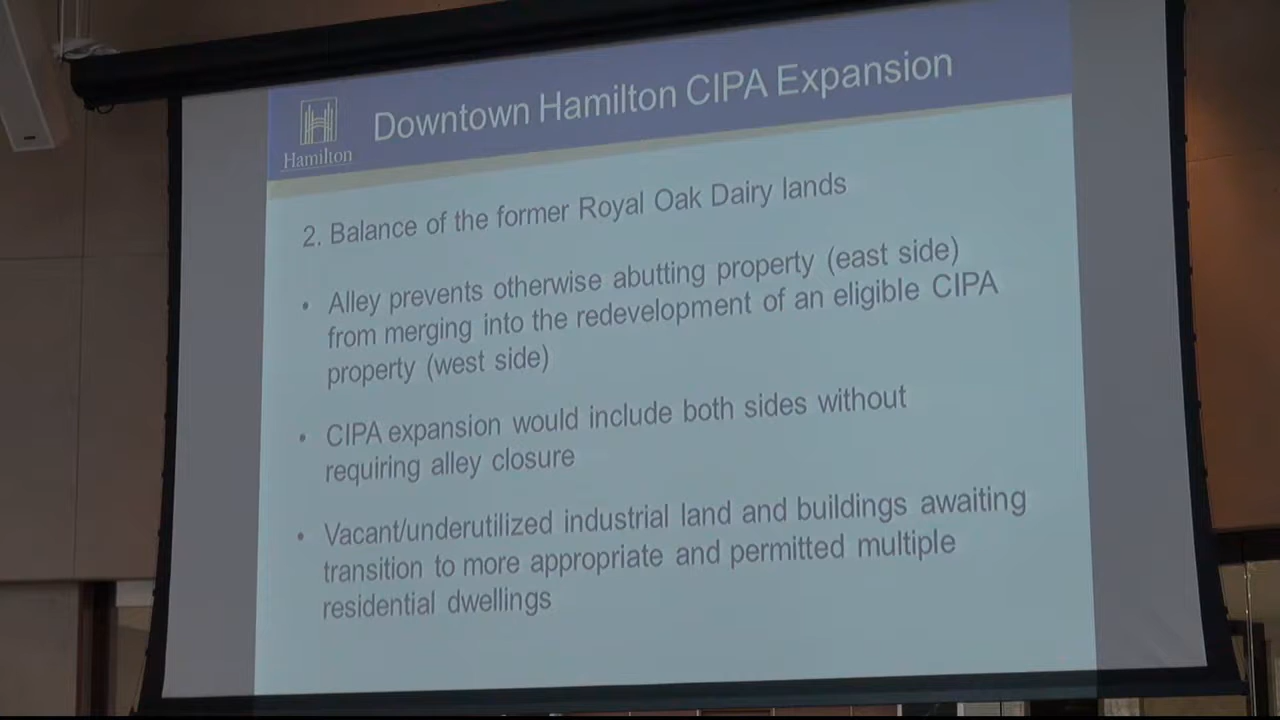 Hamilton
Downtown Hamilton CIPA Expansion
2. Balance of the former Royal Oak Dairy lands
• Alley prevents otherwise abutting property (east side)
from merging into the redevelopment of an eligible CIPA
property (west side)
• CIPA expansion would include both sides without
requiring alley closure
• Vacant/underutilized industrial land and buildings awaiting
transition to more appropriate and permitted multiple
residential dwellings